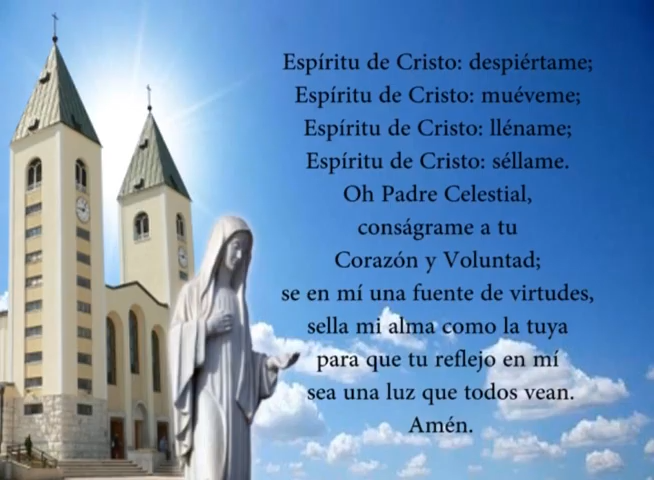 Espíritu de Cristo: despiértame;
Espíritu de Cristo: muéveme;
Espíritu de Cristo: lléname;
Espíritu de Cristo: séllame.
Oh Padre Celestial,
conságrame a tu
Corazón y Voluntad;
se en mí una fuente de virtudes,
sella mi alma como la tuya
para que tu reflejo en mí
sea una luz que todos vean.
Amén.